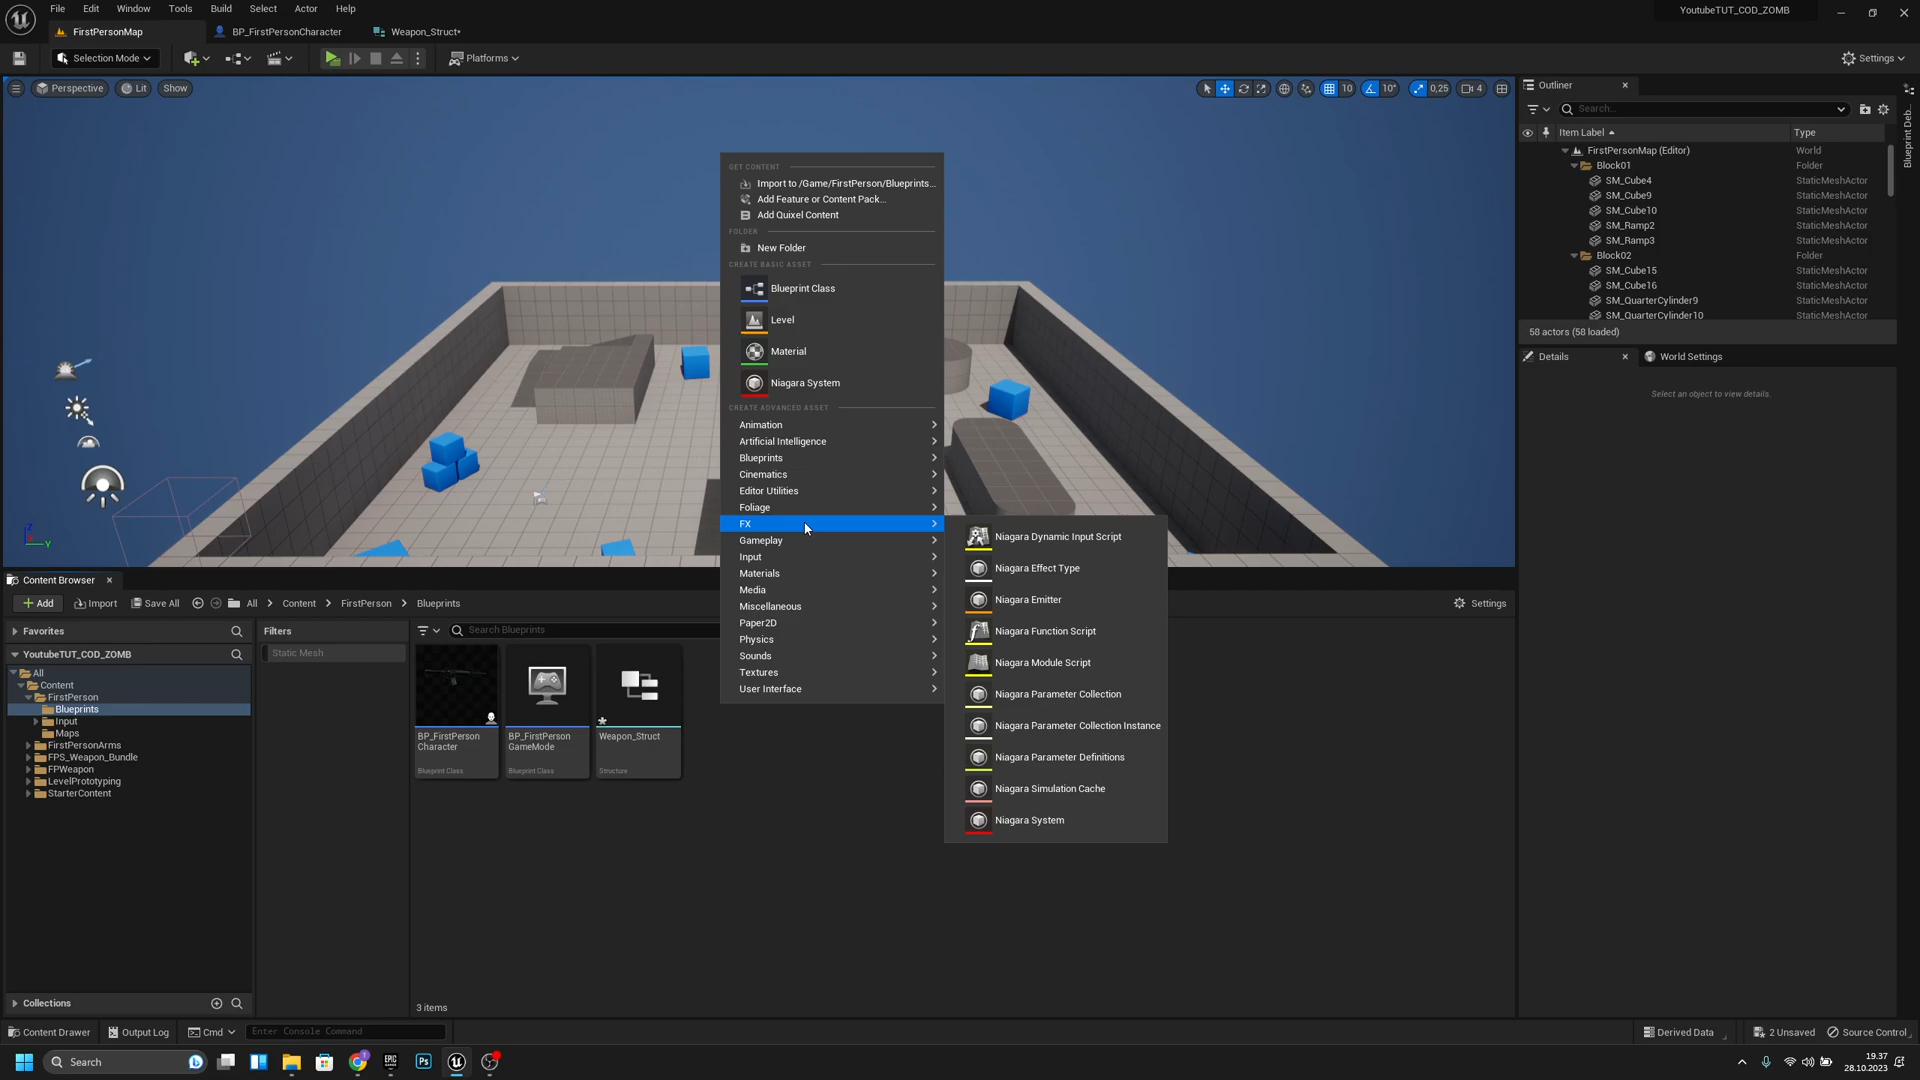 File Edit Window Tools Build Select Actor Help
YoutubeTUT_COD_ZOMB
FirstPersonMap
BP_FirstPersonCharacter
Weapon_Struct*
Selection Mode
Platforms
Settings
Perspective
Lit
Show
10
10°
0,25
4
Outliner
Search...
Item Label
Type
FirstPersonMap (Editor) World
Block01 Folder
SM_Cube4 StaticMeshActor
SM_Cube9 StaticMeshActor
SM_Cube10 StaticMeshActor
SM_Ramp2 StaticMeshActor
SM_Ramp3 StaticMeshActor
Block02 Folder
SM_Cube15 StaticMeshActor
SM_Cube16 StaticMeshActor
SM_QuarterCylinder9 StaticMeshActor
SM_QuarterCylinder10 StaticMeshActor
58 actors (58 loaded)
Blueprint Deb
Details
World Settings
Select an object to view details.
GET CONTENT
Import to /Game/FirstPerson/Blueprints...
Add Feature or Content Pack...
Add Quixel Content
FOLDER
New Folder
CREATE BASIC ASSET
Blueprint Class
Level
Material
Niagara System
CREATE ADVANCED ASSET
Animation
Artificial Intelligence
Blueprints
Cinematics
Editor Utilities
Foliage
FX
Gameplay
Input
Materials
Media
Miscellaneous
Paper2D
Physics
Sounds
Textures
User Interface
Niagara Dynamic Input Script
Niagara Effect Type
Niagara Emitter
Niagara Function Script
Niagara Module Script
Niagara Parameter Collection
Niagara Parameter Collection Instance
Niagara Parameter Definitions
Niagara Simulation Cache
Niagara System
Z
Y
Content Browser
Add
Import
Save All
All
Content
FirstPerson
Blueprints
Settings
Favorites
YoutubeTUT_COD_ZOMB
All
Content
FirstPerson
Blueprints
Input
Maps
FirstPersonArms
FPS_Weapon_Bundle
FPWeapon
LevelPrototyping
StarterContent
Collections
Filters
Static Mesh
Search Blueprints
BP_FirstPerson
Character
Blueprint Class
BP_FirstPerson
GameMode
Blueprint Class
Weapon_Struct
Structure
3 items
Content Drawer
Output Log
Cmd
Enter Console Command
Derived Data
2 Unsaved
Source Control
Search
EPIC
Ps
19.37
28.10.2023